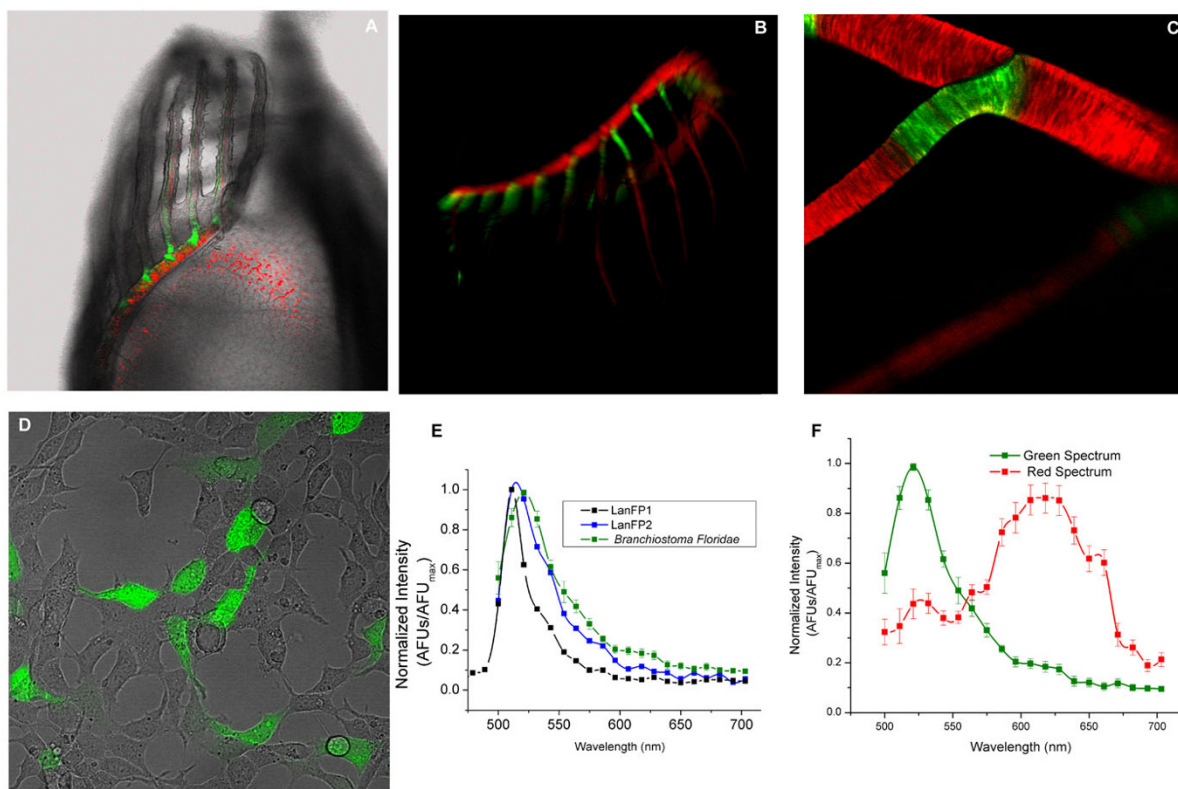 A
B
C
D
E
Normalized Intensity
(AFUs/AFUmax)
1.0
0.8
0.6
0.4
0.2
0.0
LanFP1
LanFP2
Branchiostoma Floridae
500
550
600
650
700
Wavelength (nm)
F
Normalized Intensity
(AFUs/AFUmax)
1.0
0.8
0.6
0.4
0.2
0.0
Green Spectrum
Red Spectrum
500
550
600
650
700
Wavelength (nm)